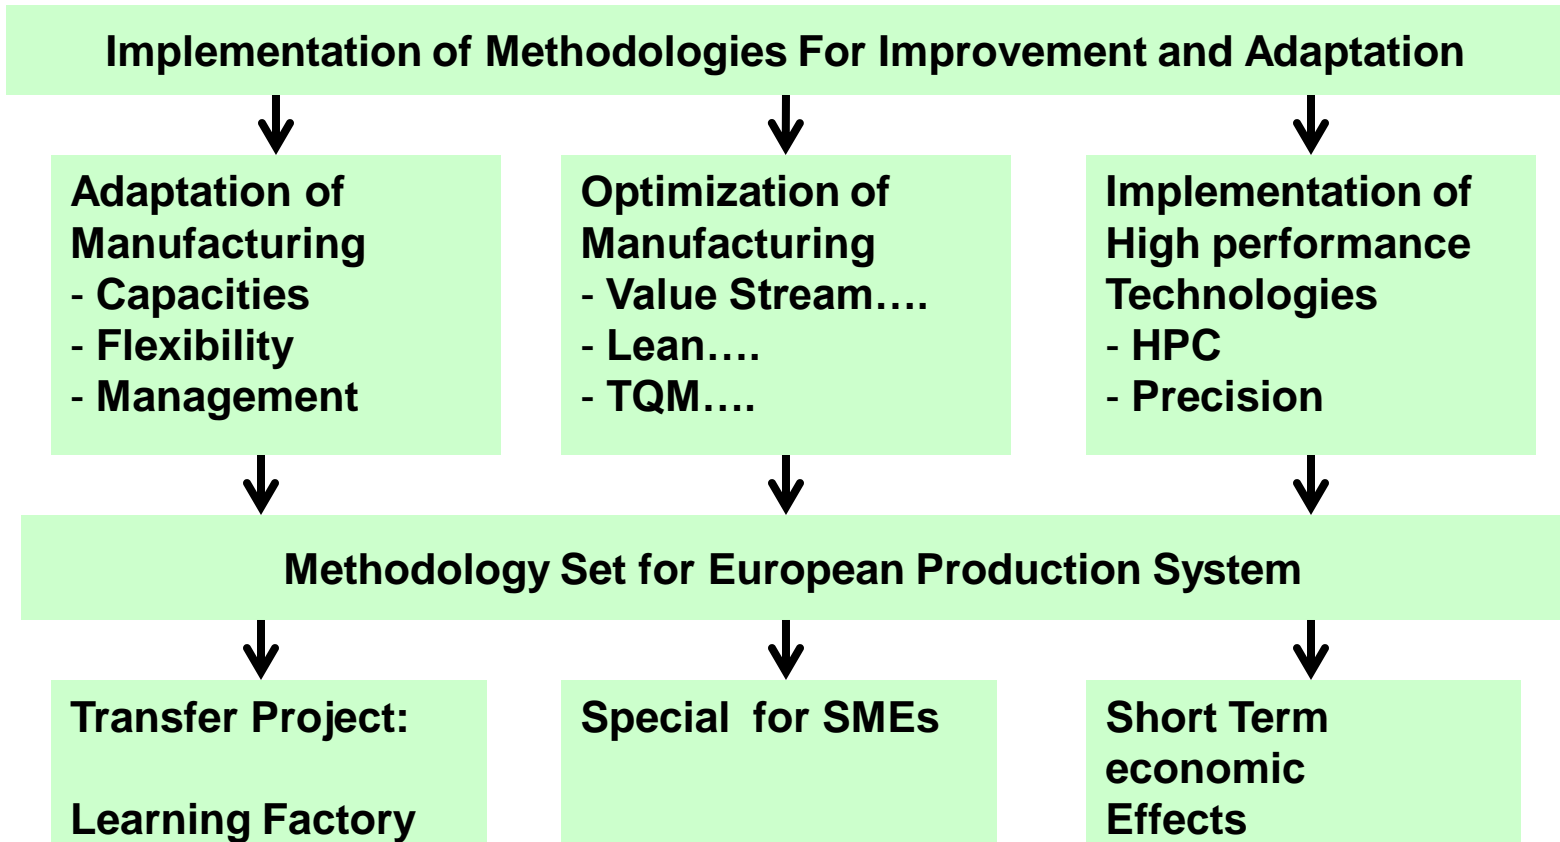 Implementation of Methodologies For Improvement and Adaptation
Adaptation of
Manufacturing
- Capacities
- Flexibility
- Management
Optimization of
Manufacturing
- Value Stream....
- Lean....
- TQM....
Implementation of
High performance
Technologies
- HPC
- Precision
Methodology Set for European Production System
Transfer Project:
Learning Factory
Special  for SMEs
Short Term
economic
Effects